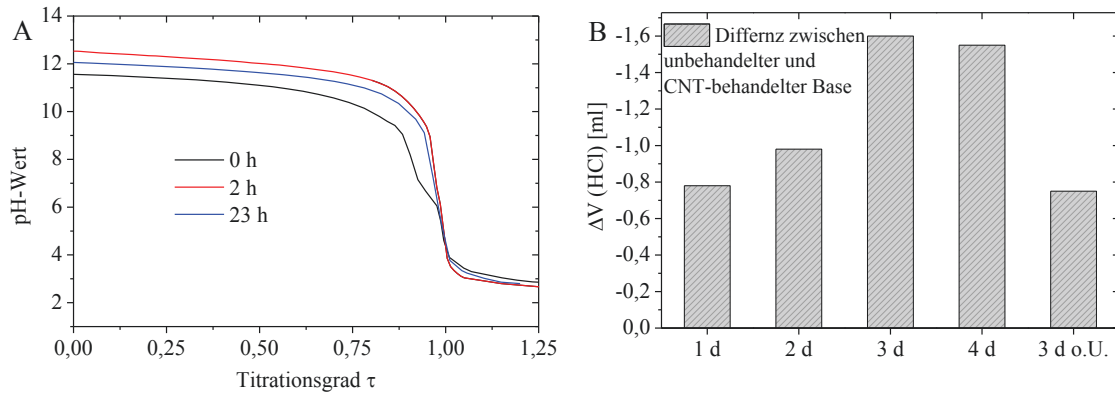 A
14
12
10
8
6
4
2
pH-Wert
0 h
2 h
23 h
0,00 0,25 0,50 0,75 1,00 1,25
Titrationsgrad τ
B
-1,6
-1,4
-1,2
-1,0
-0,8
-0,6
-0,4
-0,2
0,0
ΔV (HCl) [ml]
Differnz zwischen
unbehandelter und
CNT-behandelter Base
1 d 2 d 3 d 4 d 3 d o.U.